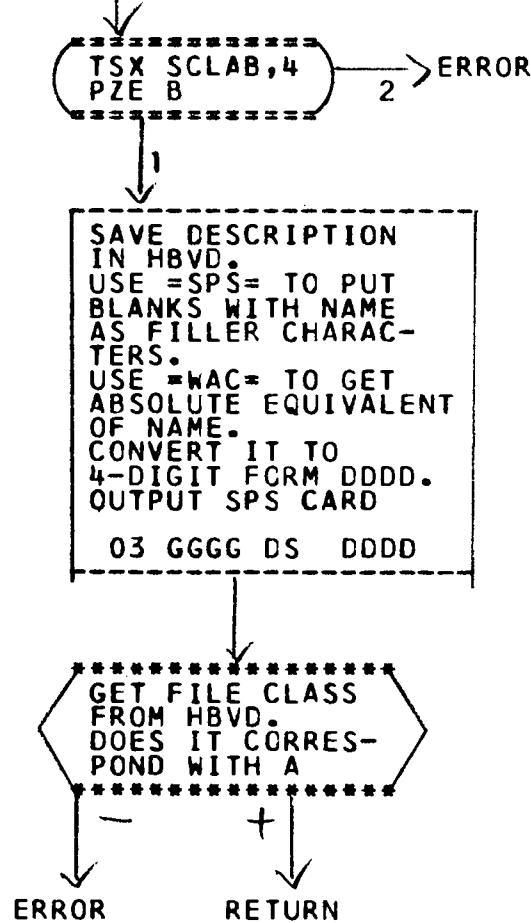 TSX SCLAB,4
PZE B
ERROR
2
1
SAVE DESCRIPTION
IN HBVD.
USE =SPS= TO PUT
BLANKS WITH NAME
AS FILLER CHARAC-
TERS.
USE =WAC= TO GET
ABSOLUTE EQUIVALENT
OF NAME.
CONVERT IT TO
4-DIGIT FORM DDDD.
OUTPUT SPS CARD
03 GGGG DS DDDD
GET FILE CLASS
FROM HBVD.
DOES IT CORRES-
POND WITH A
— +
ERROR RETURN